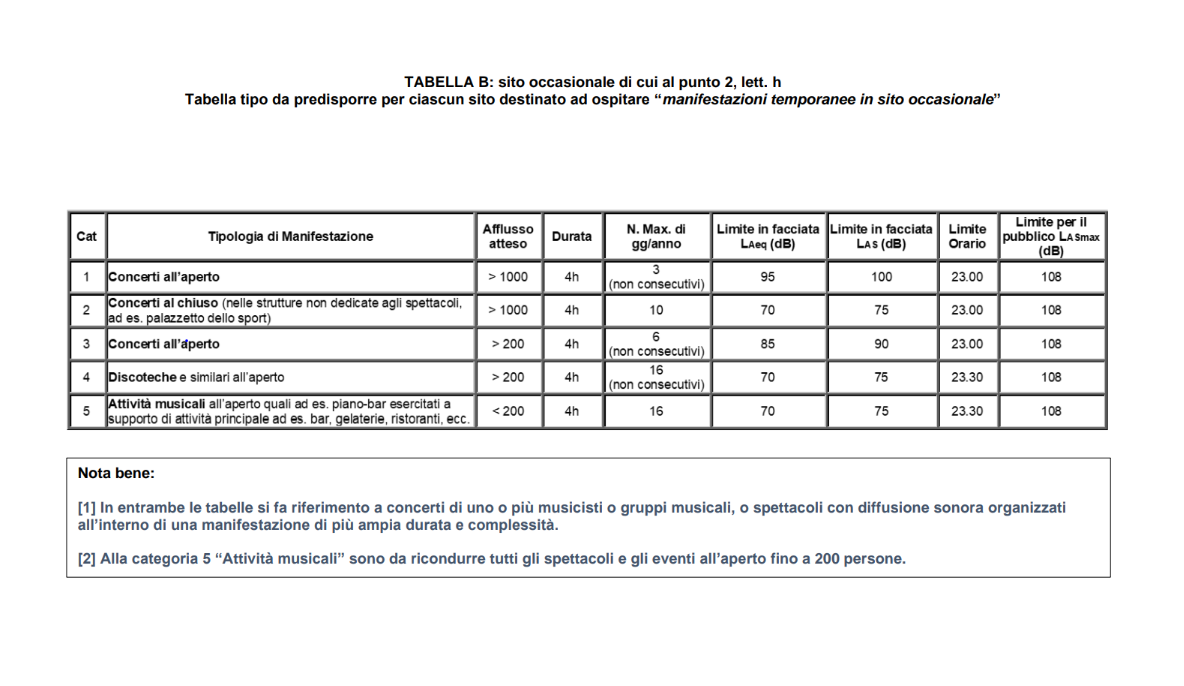 TABELLA B: sito occasionale di cui al punto 2, lett. h
Tabella tipo da predisporre per ciascun sito destinato ad ospitare “manifestazioni temporanee in sito occasionale”
Cat Tipologia di Manifestazione Afflusso atteso Durata N. Max. di gg/anno Limite in facciata LAeq (dB) Limite in facciata LAS (dB) Limite Orario Limite per il pubblico LASmax (dB)
1 Concerti all’aperto > 1000 4h 3 (non consecutivi) 95 100 23.00 108
2 Concerti al chiuso (nelle strutture non dedicate agli spettacoli, ad es. palazzetto dello sport) > 1000 4h 10 70 75 23.00 108
3 Concerti all’aperto > 200 4h 6 (non consecutivi) 85 90 23.00 108
4 Discoteche e similari all’aperto > 200 4h 16 (non consecutivi) 70 75 23.30 108
5 Attività musicali all’aperto quali ad es. piano-bar esercitati a supporto di attività principale ad es. bar, gelaterie, ristoranti, ecc. < 200 4h 16 70 75 23.30 108
Nota bene:
[1] In entrambe le tabelle si fa riferimento a concerti di uno o più musicisti o gruppi musicali, o spettacoli con diffusione sonora organizzati
all’interno di una manifestazione di più ampia durata e complessità.
[2] Alla categoria 5 “Attività musicali” sono da ricondurre tutti gli spettacoli e gli eventi all’aperto fino a 200 persone.